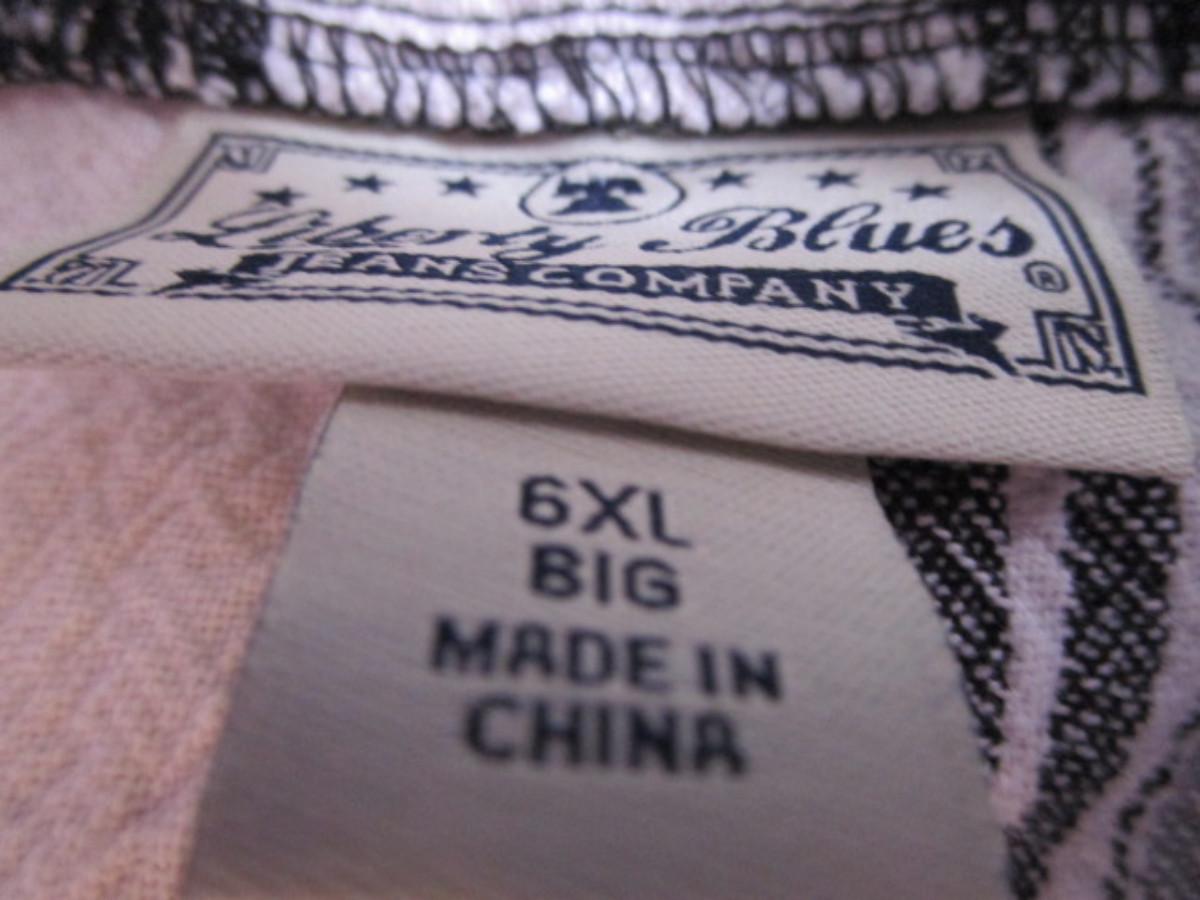 Liberty Blues ®
JEANS COMPANY
6XL
BIG
MADE IN
CHINA